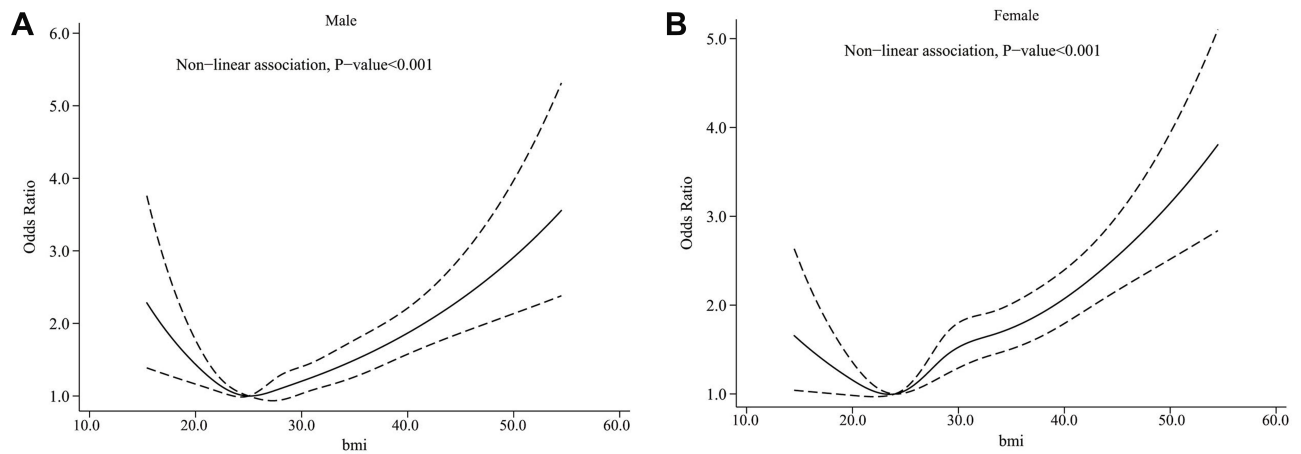 A
Male
Non−linear association, P−value<0.001
6.0
5.0
4.0
3.0
2.0
1.0
Odds Ratio
10.0 20.0 30.0 40.0 50.0 60.0
bmi
B
Female
Non−linear association, P−value<0.001
5.0
4.0
3.0
2.0
1.0
Odds Ratio
10.0 20.0 30.0 40.0 50.0 60.0
bmi